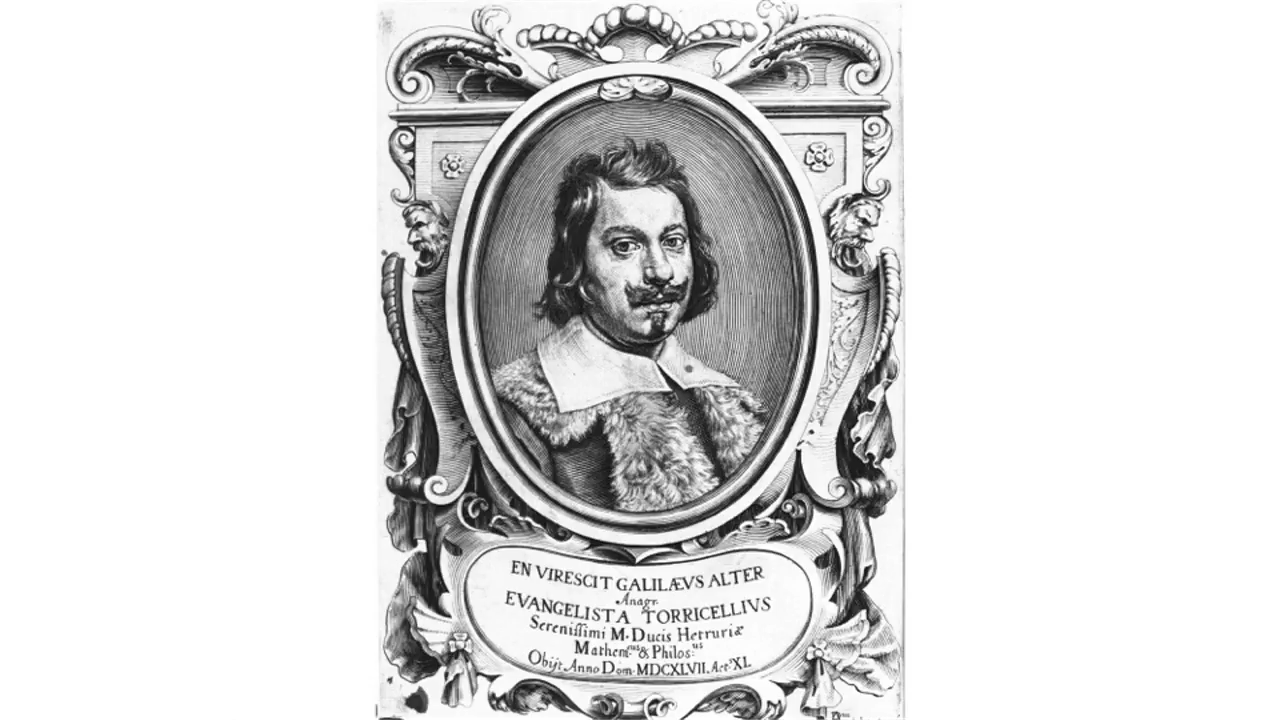 EN VIRESCIT GALILÆVS ALTER
Anagr.
EVANGELISTA TORRICELLIVS
Sereniſſimi M. Ducis Hetruriæ
Mathem.cus & Philos.us
Obijt Anno Dom. MDCXLVII. Aet.s XL